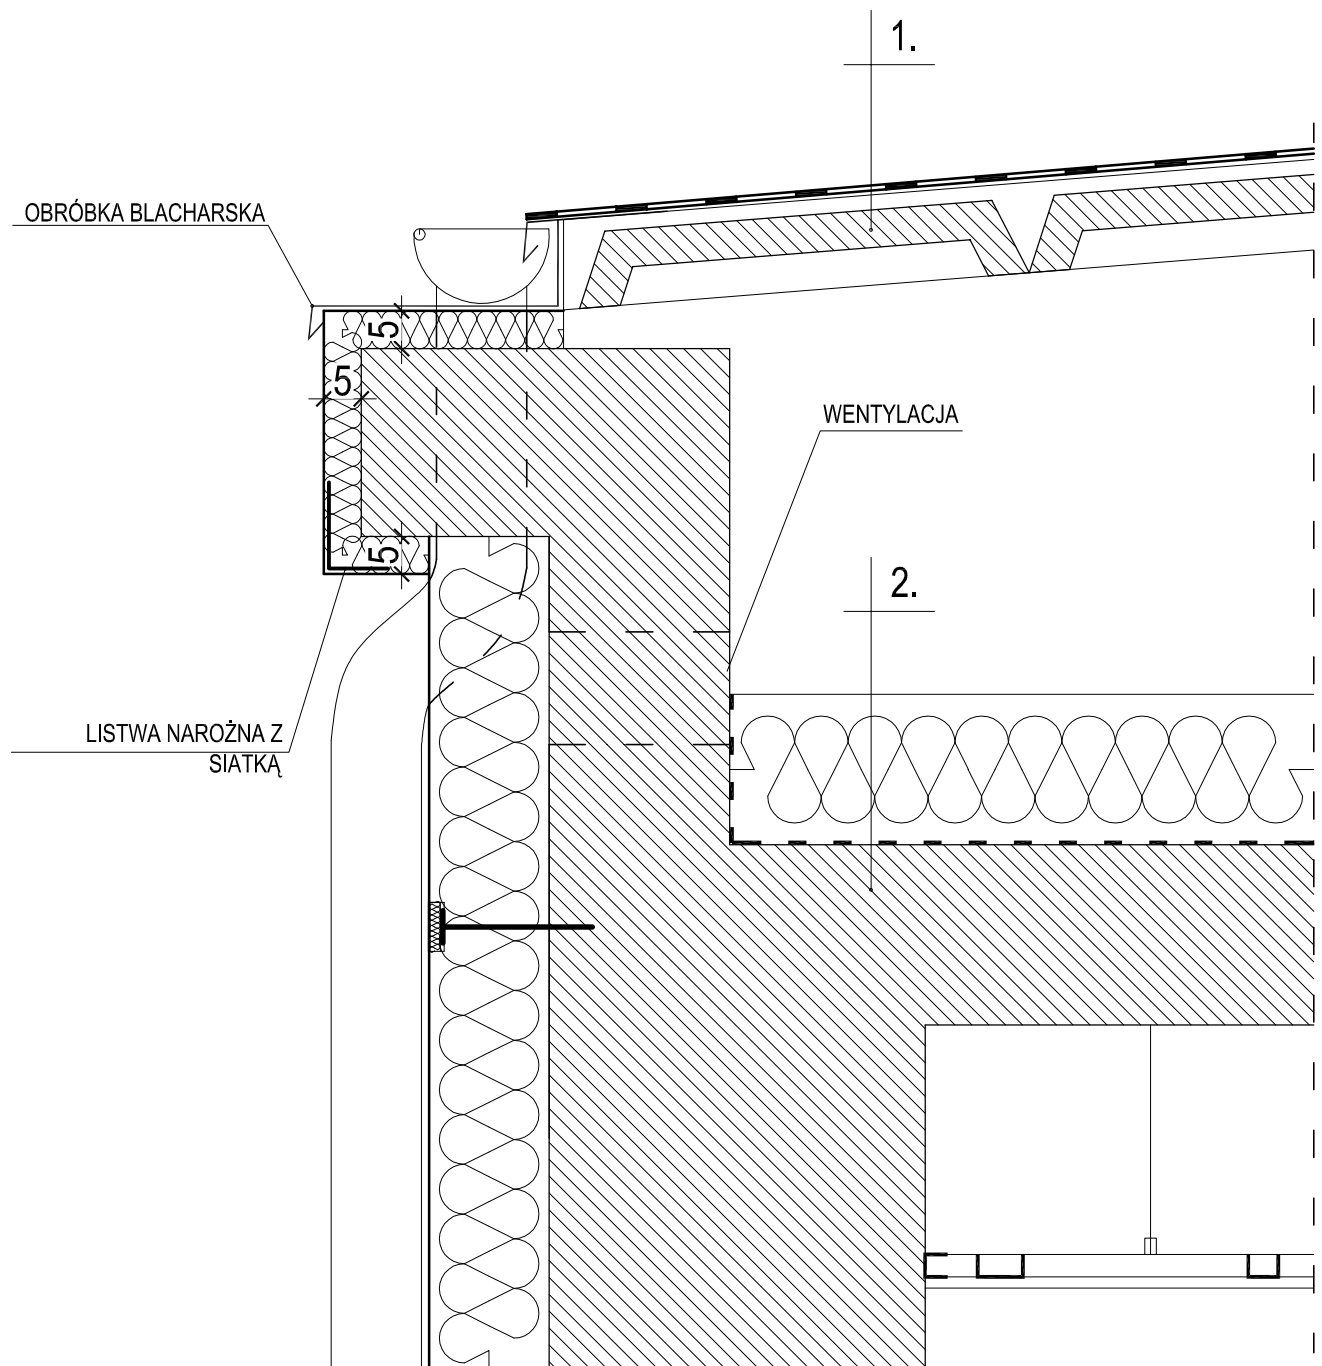 1.
OBRÓBKA BLACHARSKA
5
5
WENTYLACJA
5
2.
LISTWA NAROŻNA Z
SIATKĄ